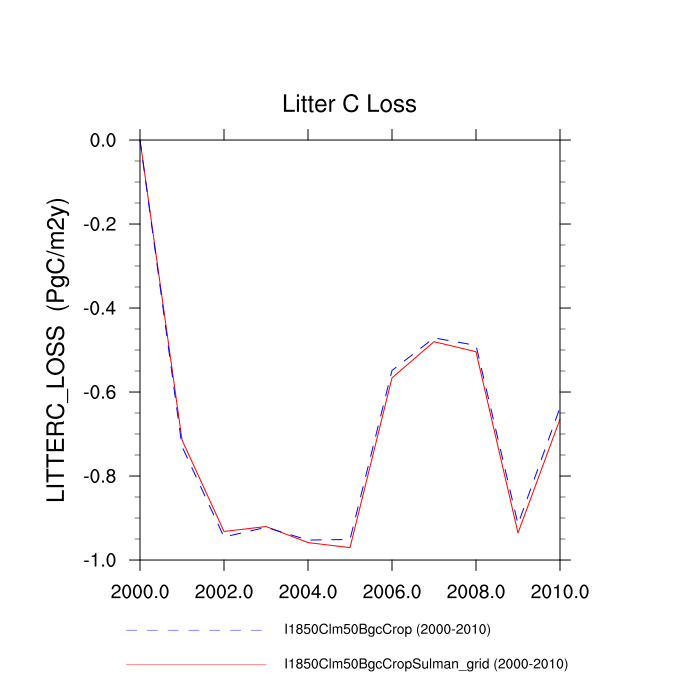 Litter C Loss
LITTERC_LOSS (PgC/m2y)
0.0
-0.2
-0.4
-0.6
-0.8
-1.0
2000.0 2002.0 2004.0 2006.0 2008.0 2010.0
I1850Clm50BgcCrop (2000-2010)
I1850Clm50BgcCropSulman_grid (2000-2010)